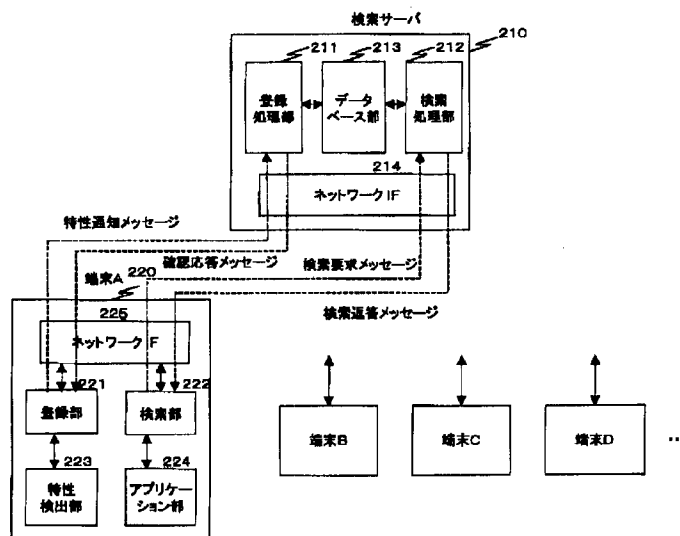 検索サーバ
210
211
213
212
登録
処理部
データ
ベース部
検索
処理部
214
ネットワークIF
特性通知メッセージ
確認応答メッセージ
検索要求メッセージ
端末A
220
検索返答メッセージ
225
ネットワークIF
221
222
登録部
検索部
223
224
特性
検出部
アプリケー
ション部
端末B
端末C
端末D
...